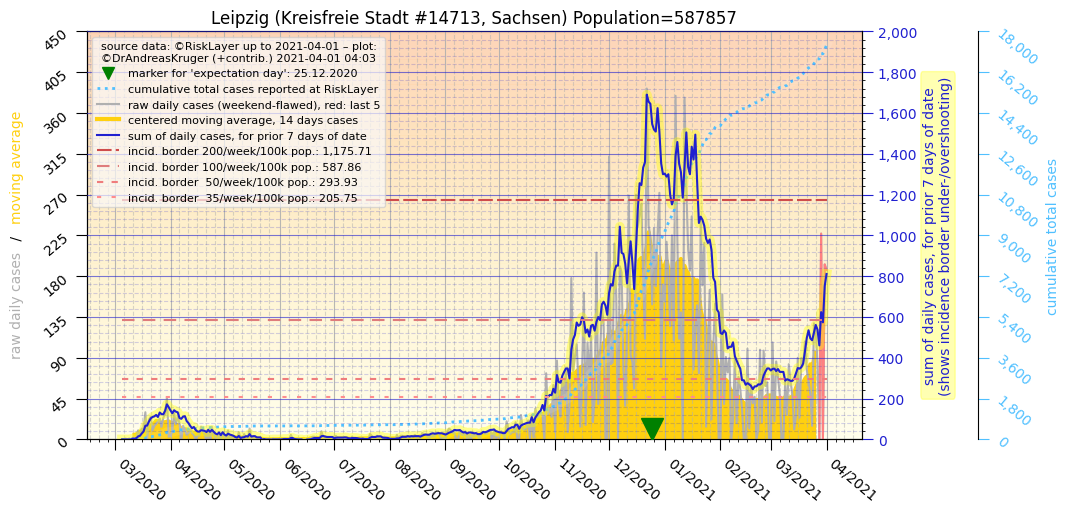 Leipzig (Kreisfreie Stadt #14713, Sachsen) Population=587857
source data: ©RiskLayer up to 2021-04-01 – plot:
©DrAndreasKruger (+contrib.) 2021-04-01 04:03
marker for 'expectation day': 25.12.2020
cumulative total cases reported at RiskLayer
raw daily cases (weekend-flawed), red: last 5
centered moving average, 14 days cases
sum of daily cases, for prior 7 days of date
incid. border 200/week/100k pop.: 1,175.71
incid. border 100/week/100k pop.: 587.86
incid. border  50/week/100k pop.: 293.93
incid. border  35/week/100k pop.: 205.75
raw daily cases / moving average
450
405
360
315
270
225
180
135
90
45
0
03/2020
04/2020
05/2020
06/2020
07/2020
08/2020
09/2020
10/2020
11/2020
12/2020
01/2021
02/2021
03/2021
04/2021
2,000
1,800
1,600
1,400
1,200
1,000
800
600
400
200
0
sum of daily cases, for prior 7 days of date
(shows incidence border under-/overshooting)
18,000
16,200
14,400
12,600
10,800
9,000
7,200
5,400
3,600
1,800
0
cumulative total cases